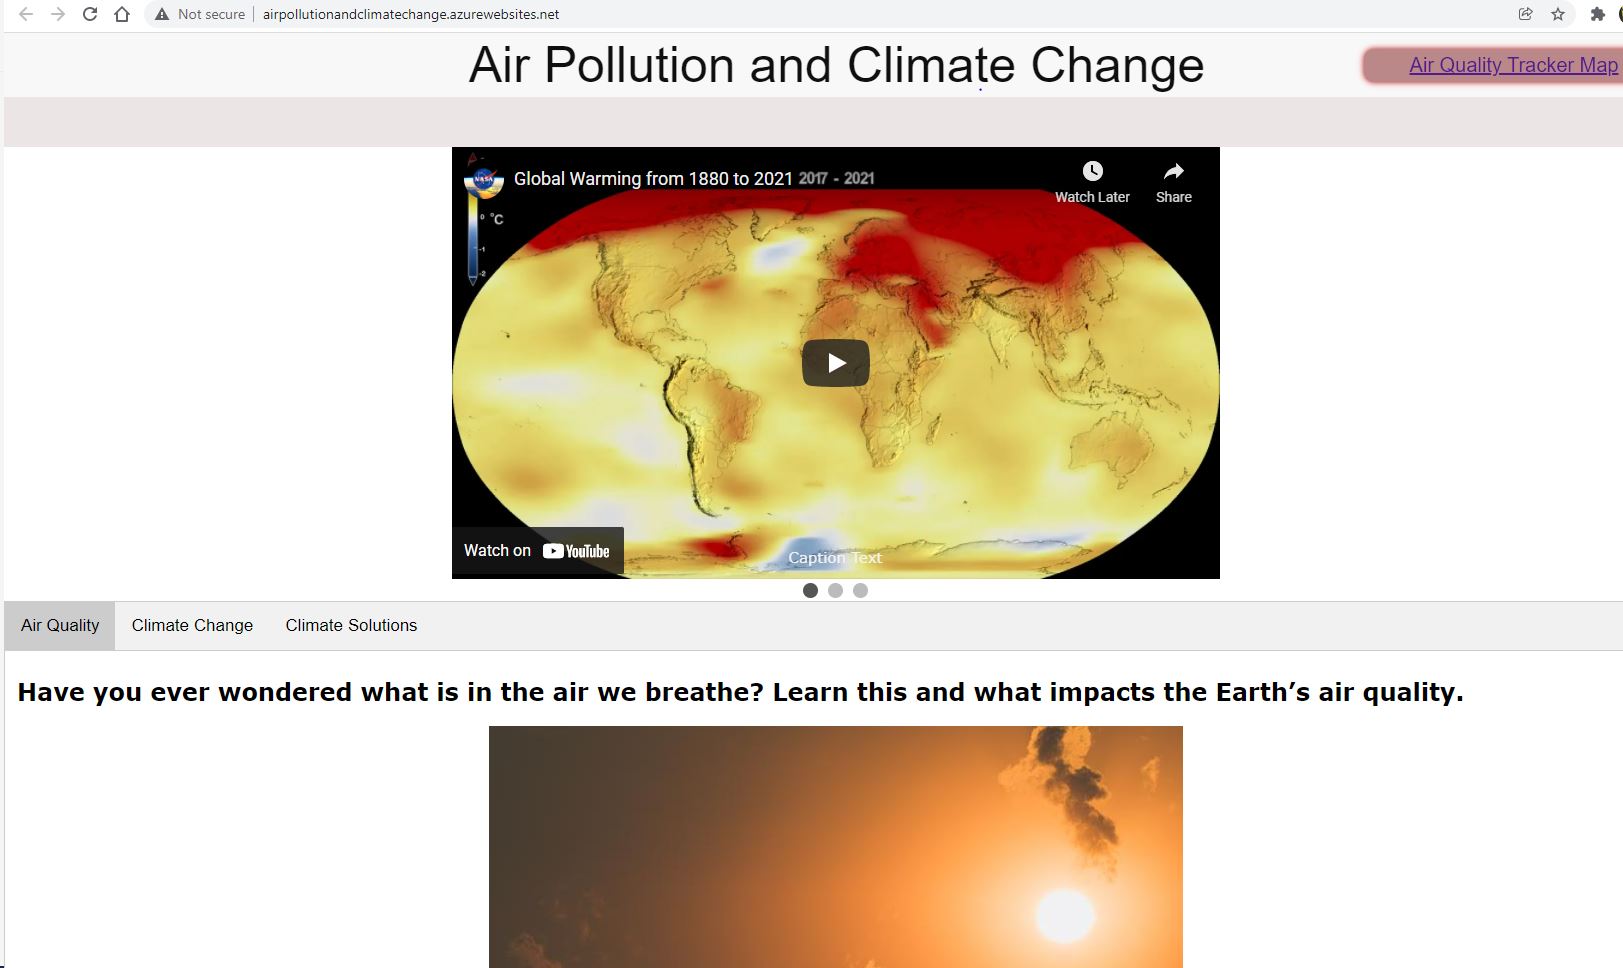 Not secure
airpollutionandclimatechange.azurewebsites.net
Air Pollution and Climate Change
Air Quality Tracker Map
NASA
Global Warming from 1880 to 2021
2017 - 2021
Watch Later
Share
0 °C
-1
-2
Watch on YouTube
Caption Text
Air Quality
Climate Change
Climate Solutions
Have you ever wondered what is in the air we breathe? Learn this and what impacts the Earth’s air quality.